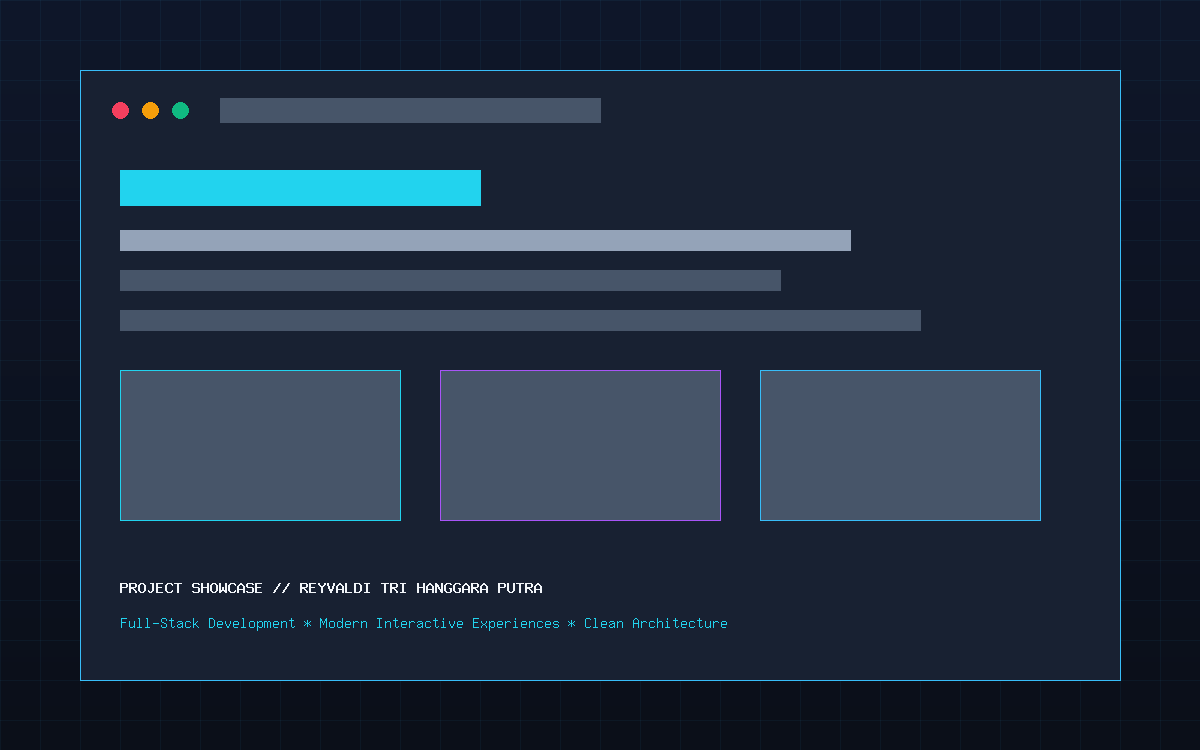 PROJECT SHOWCASE // REYVALDI TRI HANGGARA PUTRA
Full-Stack Development * Modern Interactive Experiences * Clean Architecture